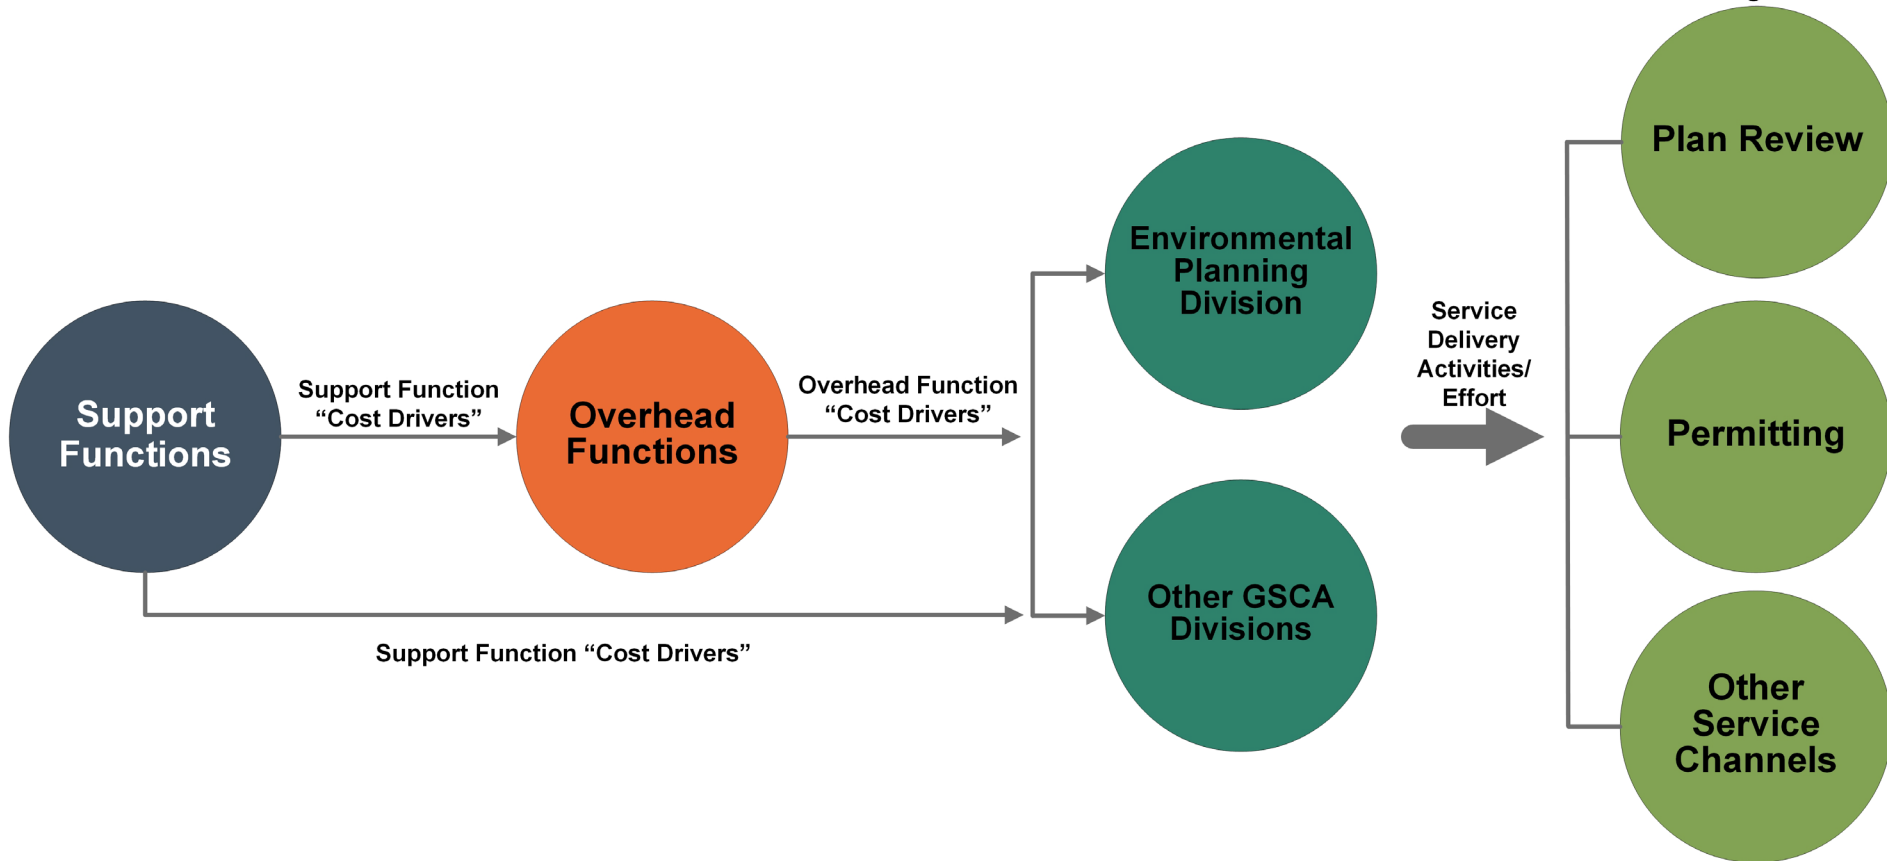 Support
Functions
Support Function
“Cost Drivers”
Overhead
Functions
Overhead Function
“Cost Drivers”
Support Function “Cost Drivers”
Environmental
Planning
Division
Other GSCA
Divisions
Service
Delivery
Activities/
Effort
Plan Review
Permitting
Other
Service
Channels